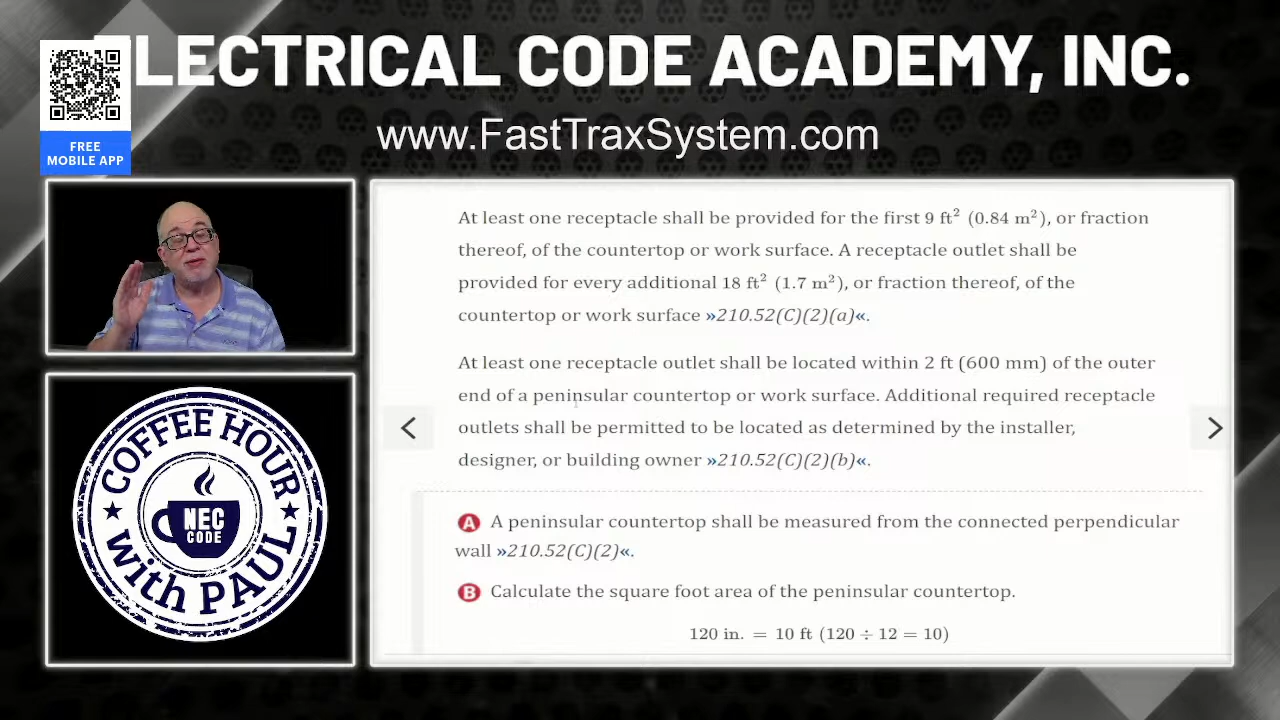 ELECTRICAL CODE ACADEMY, INC.
www.FastTraxSystem.com
FREE
MOBILE APP
At least one receptacle shall be provided for the first 9 ft² (0.84 m²), or fraction
thereof, of the countertop or work surface. A receptacle outlet shall be
provided for every additional 18 ft² (1.7 m²), or fraction thereof, of the
countertop or work surface »210.52(C)(2)(a)«.
At least one receptacle outlet shall be located within 2 ft (600 mm) of the outer
end of a peninsular countertop or work surface. Additional required receptacle
outlets shall be permitted to be located as determined by the installer,
designer, or building owner »210.52(C)(2)(b)«.
A A peninsular countertop shall be measured from the connected perpendicular
wall »210.52(C)(2)«.
B Calculate the square foot area of the peninsular countertop.
120 in. = 10 ft (120 ÷ 12 = 10)
COFFEE HOUR
NEC
CODE
with PAUL